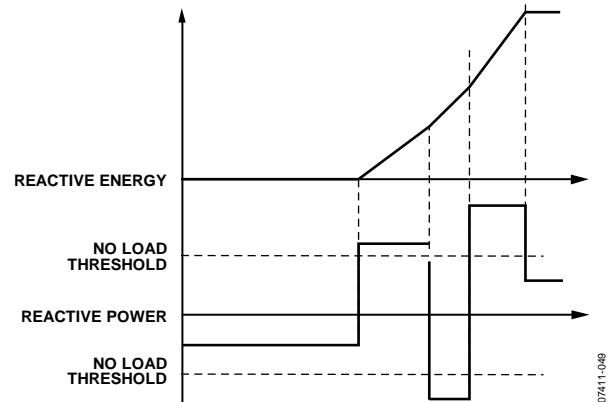 REACTIVE ENERGY
NO LOAD
THRESHOLD
REACTIVE POWER
NO LOAD
THRESHOLD
07411-049